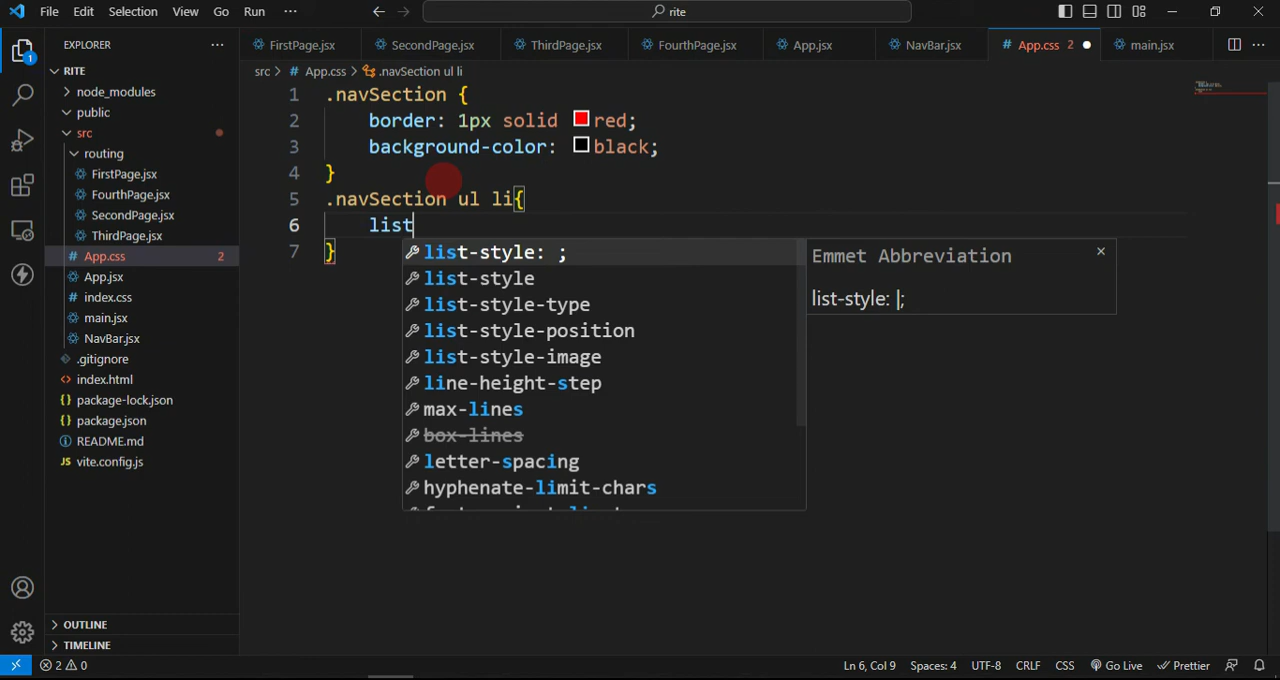 File Edit Selection View Go Run ··· ← → rite
EXPLORER ···
FirstPage.jsx SecondPage.jsx ThirdPage.jsx FourthPage.jsx App.jsx NavBar.jsx App.css 2 main.jsx ···
RITE
src > App.css > .navSection ul li
node_modules
public
src
routing
FirstPage.jsx
FourthPage.jsx
SecondPage.jsx
ThirdPage.jsx
App.css 2
App.jsx
index.css
main.jsx
NavBar.jsx
.gitignore
index.html
package-lock.json
package.json
README.md
vite.config.js
OUTLINE
TIMELINE
1 .navSection {
2 border: 1px solid red;
3 background-color: black;
4 }
5 .navSection ul li{
6 list
7 }
list-style: ;
list-style
list-style-type
list-style-position
list-style-image
line-height-step
max-lines
box-lines
letter-spacing
hyphenate-limit-chars
Emmet Abbreviation ×
list-style: |;
2 0 Ln 6, Col 9 Spaces: 4 UTF-8 CRLF CSS Go Live Prettier